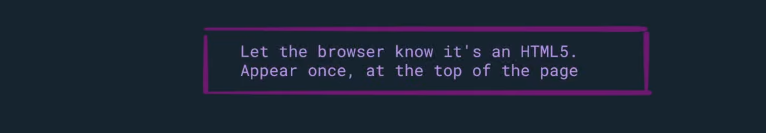 Let the browser know it's an HTML5.
Appear once, at the top of the page